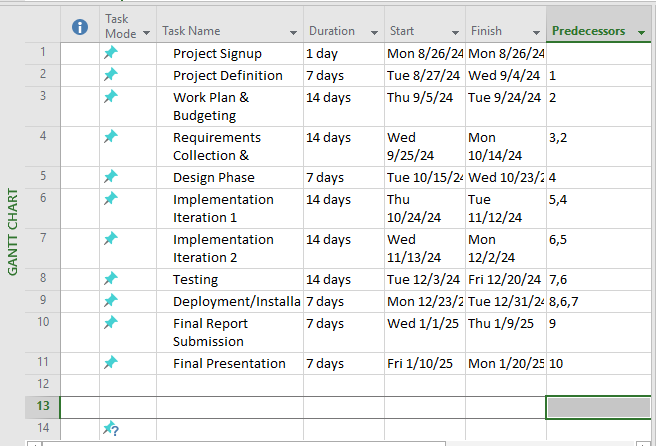 Task Mode Task Name Duration Start Finish Predecessors
1 Project Signup 1 day Mon 8/26/24 Mon 8/26/24
2 Project Definition 7 days Tue 8/27/24 Wed 9/4/24 1
3 Work Plan & 14 days Thu 9/5/24 Tue 9/24/24 2
Budgeting
4 Requirements 14 days Wed Mon 3,2
Collection & 9/25/24 10/14/24
5 Design Phase 7 days Tue 10/15/24 Wed 10/23/2 4
6 Implementation 14 days Thu Tue 5,4
Iteration 1 10/24/24 11/12/24
7 Implementation 14 days Wed Mon 6,5
Iteration 2 11/13/24 12/2/24
8 Testing 14 days Tue 12/3/24 Fri 12/20/24 7,6
9 Deployment/Installa 7 days Mon 12/23/2 Tue 12/31/24 8,6,7
10 Final Report 7 days Wed 1/1/25 Thu 1/9/25 9
Submission
11 Final Presentation 7 days Fri 1/10/25 Mon 1/20/25 10
12
13
14 ?
GANTT CHART